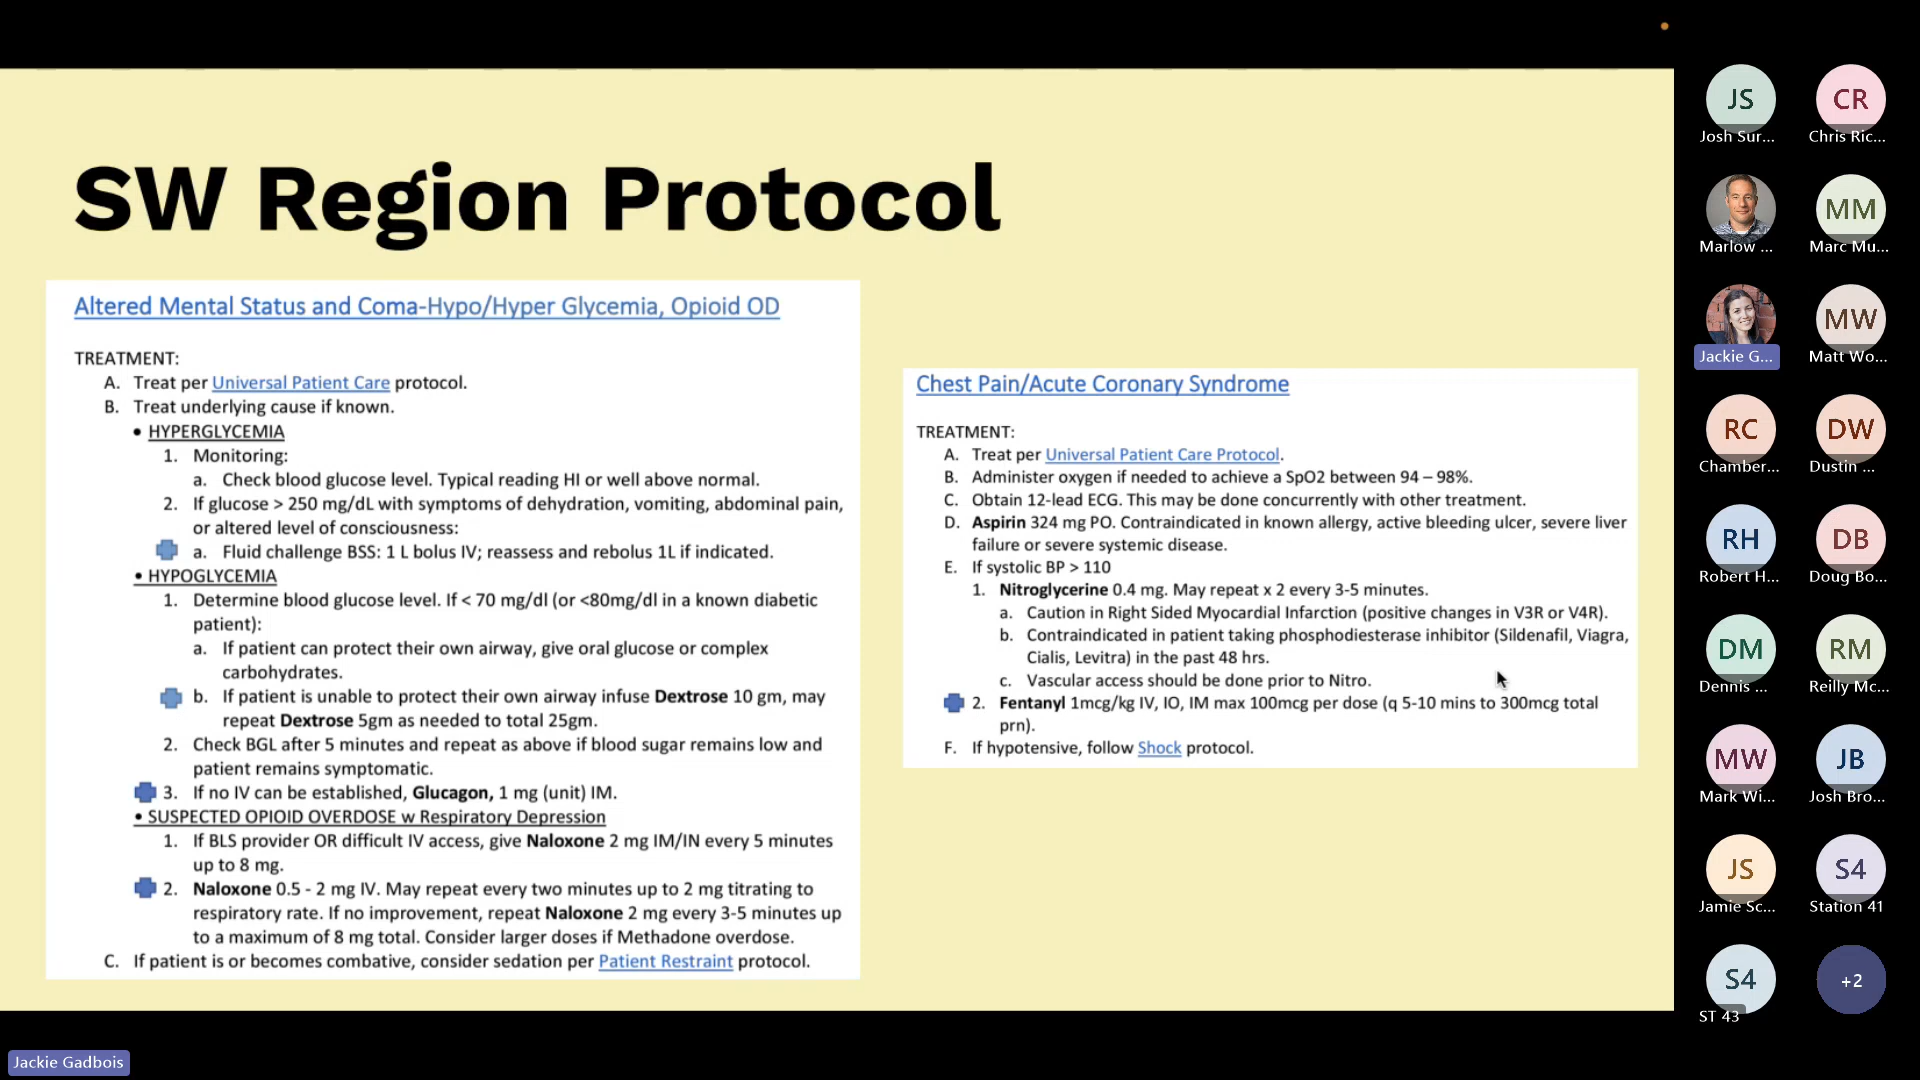 SW Region Protocol
Altered Mental Status and Coma-Hypo/Hyper Glycemia, Opioid OD
TREATMENT:
A. Treat per Universal Patient Care protocol.
B. Treat underlying cause if known.
• HYPERGLYCEMIA
1. Monitoring:
a. Check blood glucose level. Typical reading HI or well above normal.
2. If glucose > 250 mg/dL with symptoms of dehydration, vomiting, abdominal pain,
or altered level of consciousness:
a. Fluid challenge BSS: 1 L bolus IV; reassess and rebolus 1L if indicated.
• HYPOGLYCEMIA
1. Determine blood glucose level. If < 70 mg/dl (or <80mg/dl in a known diabetic
patient):
a. If patient can protect their own airway, give oral glucose or complex
carbohydrates.
b. If patient is unable to protect their own airway infuse Dextrose 10 gm, may
repeat Dextrose 5gm as needed to total 25gm.
2. Check BGL after 5 minutes and repeat as above if blood sugar remains low and
patient remains symptomatic.
3. If no IV can be established, Glucagon, 1 mg (unit) IM.
• SUSPECTED OPIOID OVERDOSE w Respiratory Depression
1. If BLS provider OR difficult IV access, give Naloxone 2 mg IM/IN every 5 minutes
up to 8 mg.
2. Naloxone 0.5 - 2 mg IV. May repeat every two minutes up to 2 mg titrating to
respiratory rate. If no improvement, repeat Naloxone 2 mg every 3-5 minutes up
to a maximum of 8 mg total. Consider larger doses if Methadone overdose.
C. If patient is or becomes combative, consider sedation per Patient Restraint protocol.
Chest Pain/Acute Coronary Syndrome
TREATMENT:
A. Treat per Universal Patient Care Protocol.
B. Administer oxygen if needed to achieve a SpO2 between 94 – 98%.
C. Obtain 12-lead ECG. This may be done concurrently with other treatment.
D. Aspirin 324 mg PO. Contraindicated in known allergy, active bleeding ulcer, severe liver
failure or severe systemic disease.
E. If systolic BP > 110
1. Nitroglycerine 0.4 mg. May repeat x 2 every 3-5 minutes.
a. Caution in Right Sided Myocardial Infarction (positive changes in V3R or V4R).
b. Contraindicated in patient taking phosphodiesterase inhibitor (Sildenafil, Viagra,
Cialis, Levitra) in the past 48 hrs.
c. Vascular access should be done prior to Nitro.
2. Fentanyl 1mcg/kg IV, IO, IM max 100mcg per dose (q 5-10 mins to 300mcg total
prn).
F. If hypotensive, follow Shock protocol.
JS CR
Josh Sur... Chris Ric...
MM
Marlow ... Marc Mu...
MW
Jackie G... Matt Wo...
RC DW
Chamber... Dustin ...
RH DB
Robert H... Doug Bo...
DM RM
Dennis ... Reilly Mc...
MW JB
Mark Wi... Josh Bro...
JS S4
Jamie Sc... Station 41
S4 +2
ST 43
Jackie Gadbois